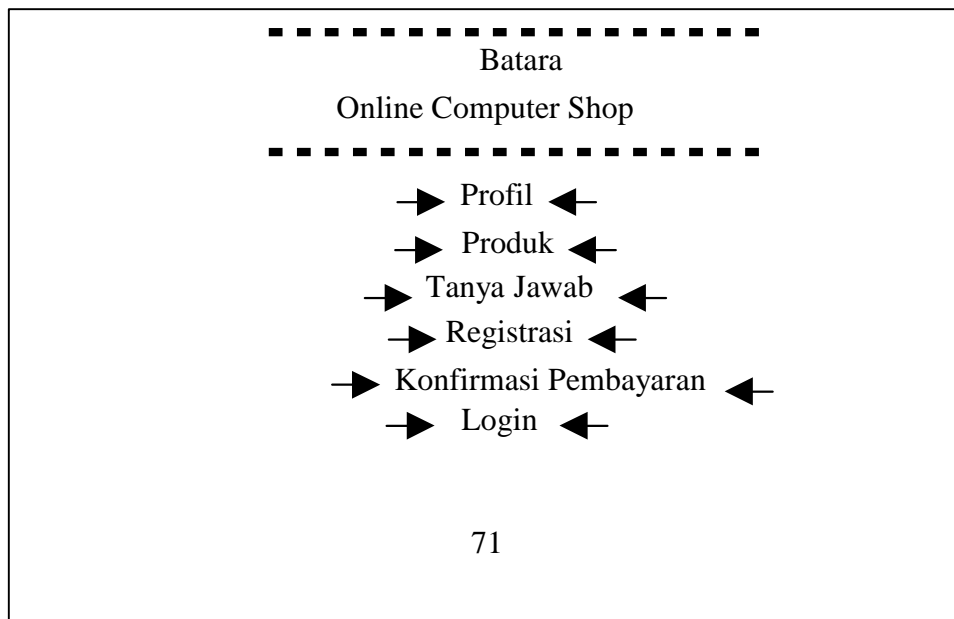 Batara
Online Computer Shop
Profil
Produk
Tanya Jawab
Registrasi
Konfirmasi Pembayaran
Login
71